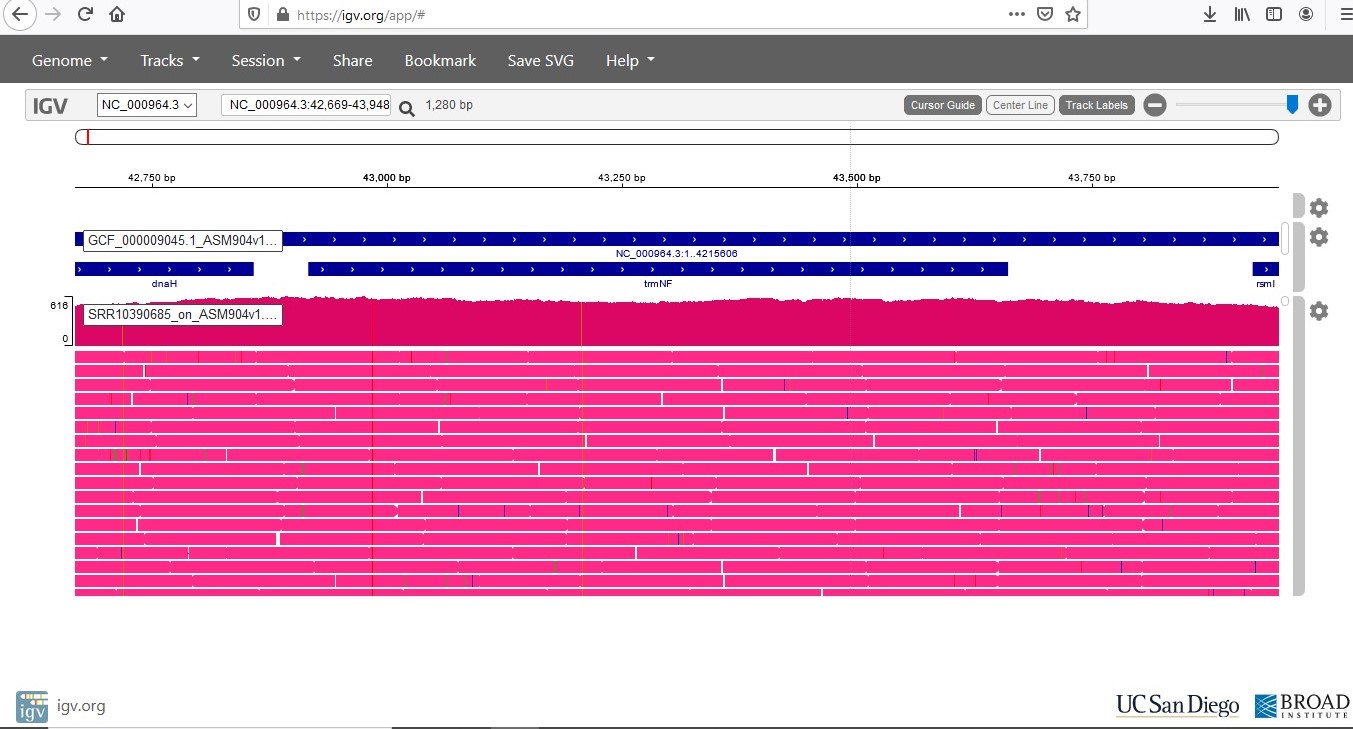 https://igv.org/app/#
Genome Tracks Session Share Bookmark Save SVG Help
IGV NC_000964.3 NC_000964.3:42,669-43,948 1,280 bp Cursor Guide Center Line Track Labels
42,750 bp 43,000 bp 43,250 bp 43,500 bp 43,750 bp
GCF_000009045.1_ASM904v1...
NC_000964.3:1..4215606
dnaH trmNF rsmI
616
SRR10390685_on_ASM904v1....
0
igv igv.org UC San Diego BROAD
INSTITUTE